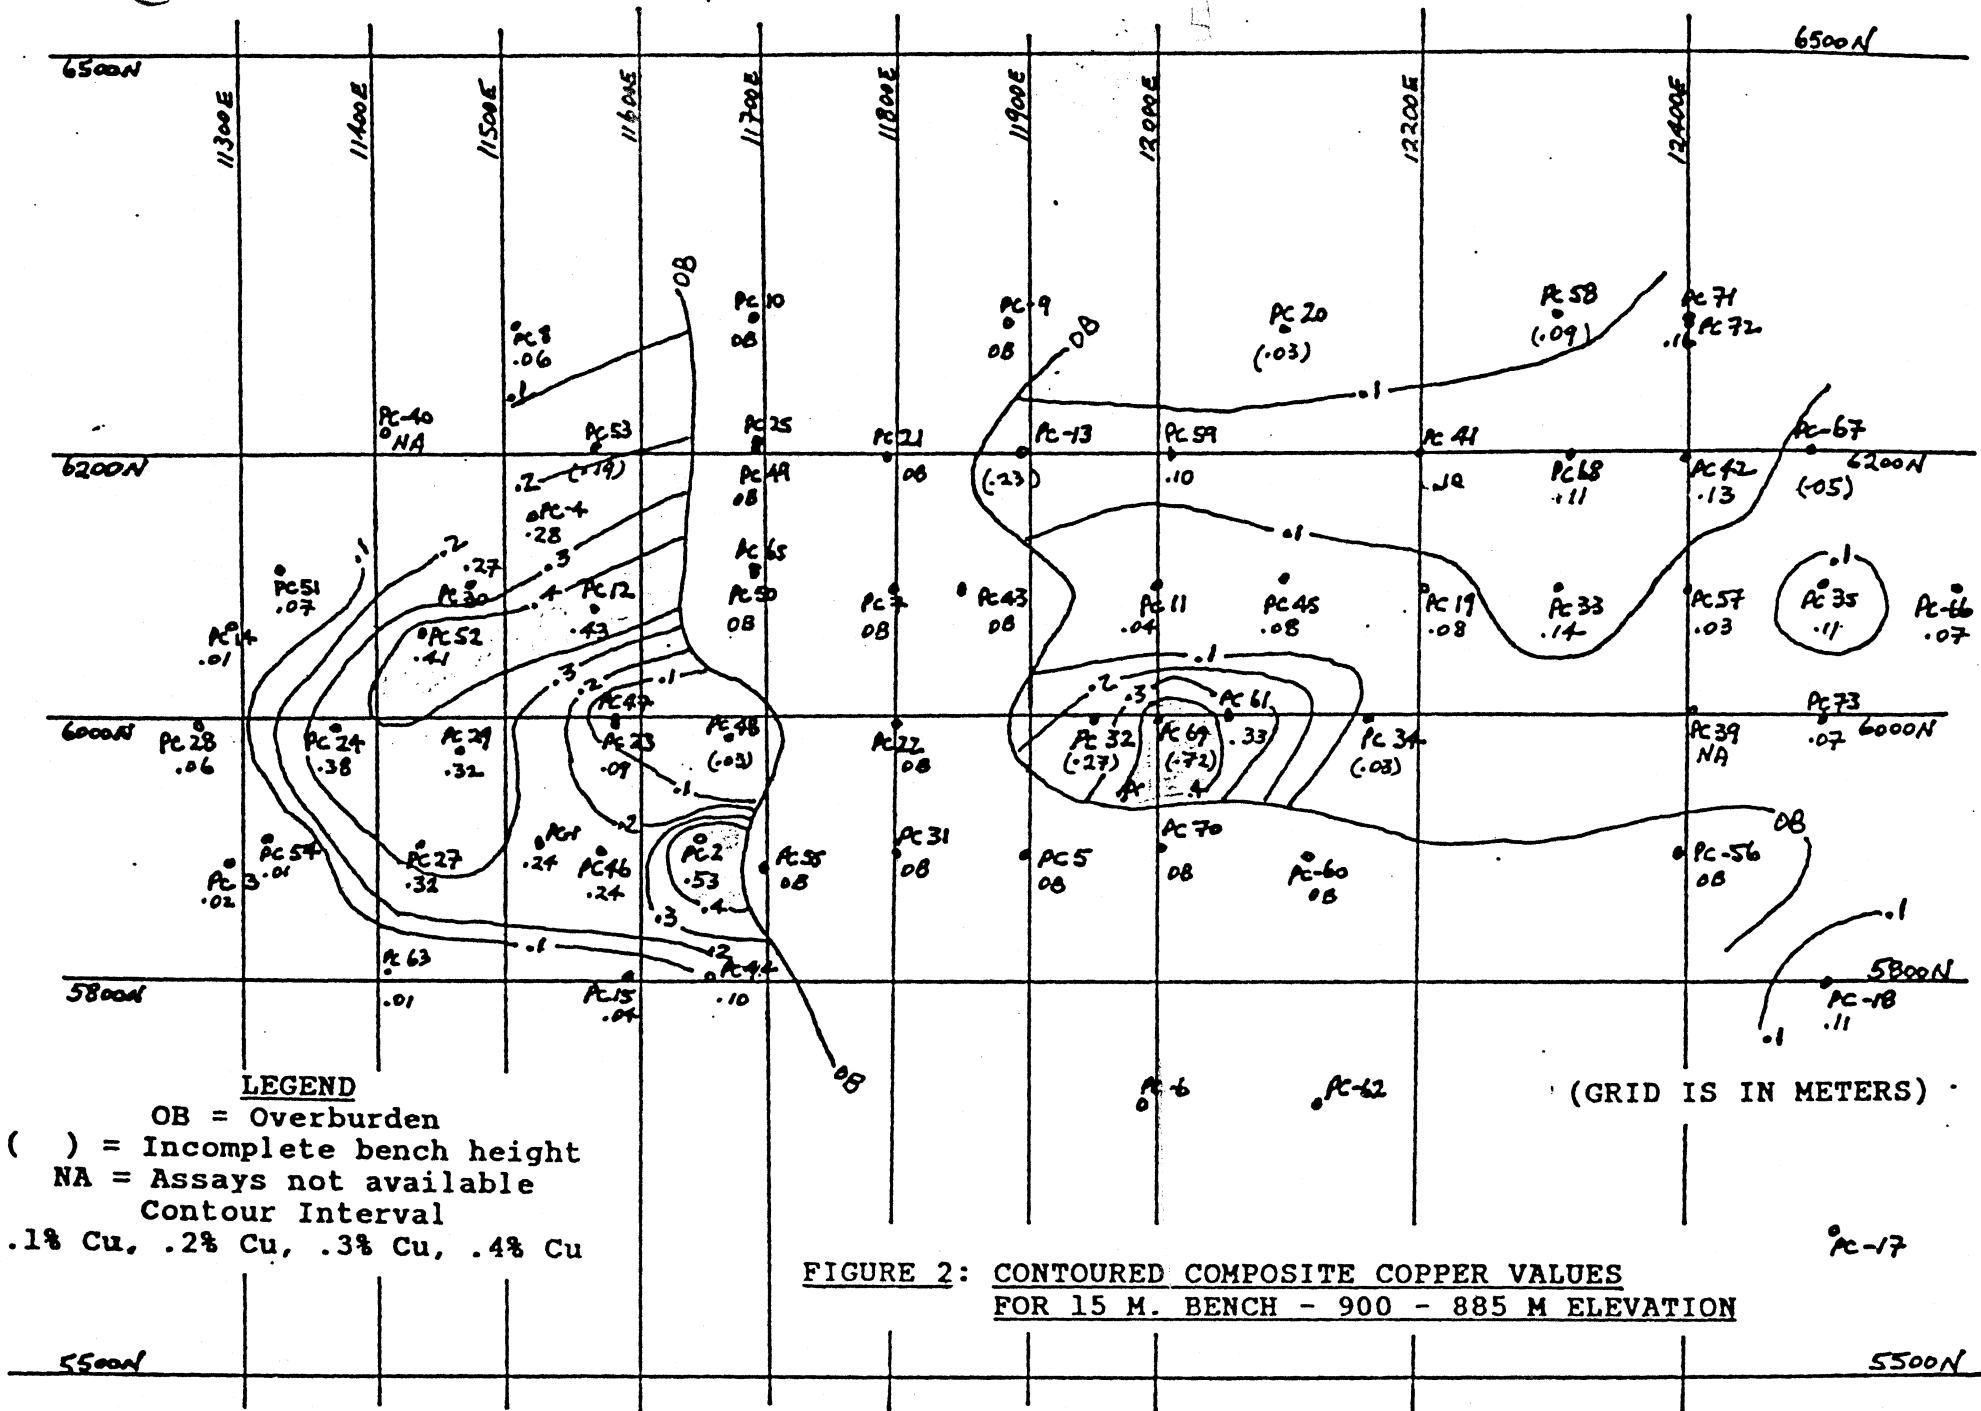 6500N
6500N
11300E
11400E
11500E
11600E
11700E
11800E
11900E
12000E
12200E
12400E
OB
PC 10
OB
PC-9
OB
OB
PC 20
(.03)
PC 58
(.09)
PC 71
PC 72
.16
PC 8
.06
.1
.1
PC-40
NA
PC 53
(.19)
PC 25
PC 49
OB
PC 21
OB
PC-13
(.23)
PC 59
.10
PC 41
PC 68
.11
PC 42
.13
PC-67
(.05)
6200N
6200N
.2
PC-4
.28
.3
.1
.2
.27
PC 30
.1
PC 51
.07
.4
PC 12
.43
PC 65
PC 50
OB
PC 7
OB
PC 43
OB
PC 11
.04
PC 45
.08
PC 19
.08
PC 33
.14
PC 57
.03
.1
PC 35
.11
PC-66
.07
PC 14
.01
PC 52
.41
.3
.2
.1
.1
.2
.3
6000N
PC 28
.06
PC 24
.38
PC 29
.32
PC 47
PC 23
.09
PC 48
(.03)
PC 22
OB
PC 32
(.27)
PC 69
(.72)
PC 61
.33
PC 34
(.03)
PC 39
NA
PC 73
.07
6000N
.1
.4
.4
.2
OB
PC 54
.01
PC 3
.02
PC 27
.32
PC 1
.24
PC 46
.24
PC 2
.53
.4
.3
PC 55
OB
PC 31
OB
PC 5
OB
PC 70
OB
PC-60
OB
PC-56
OB
.1
.1
.2
PC 63
.01
PC 15
.04
PC 44
.10
5800N
5800N
PC-18
.11
.1
OB
PC-6
PC-62
(GRID IS IN METERS)
LEGEND
OB = Overburden
( ) = Incomplete bench height
NA = Assays not available
Contour Interval
.1% Cu, .2% Cu, .3% Cu, .4% Cu
PC-17
FIGURE 2: CONTOURED COMPOSITE COPPER VALUES
FOR 15 M. BENCH - 900 - 885 M ELEVATION
5500N
5500N